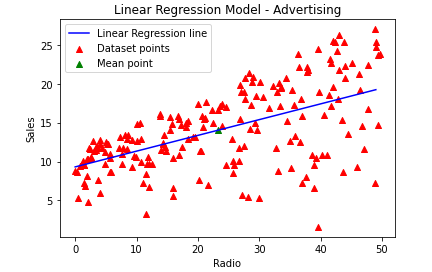 Linear Regression Model - Advertising
Linear Regression line
Dataset points
Mean point
25
20
15
10
5
Sales
0
10
20
30
40
50
Radio